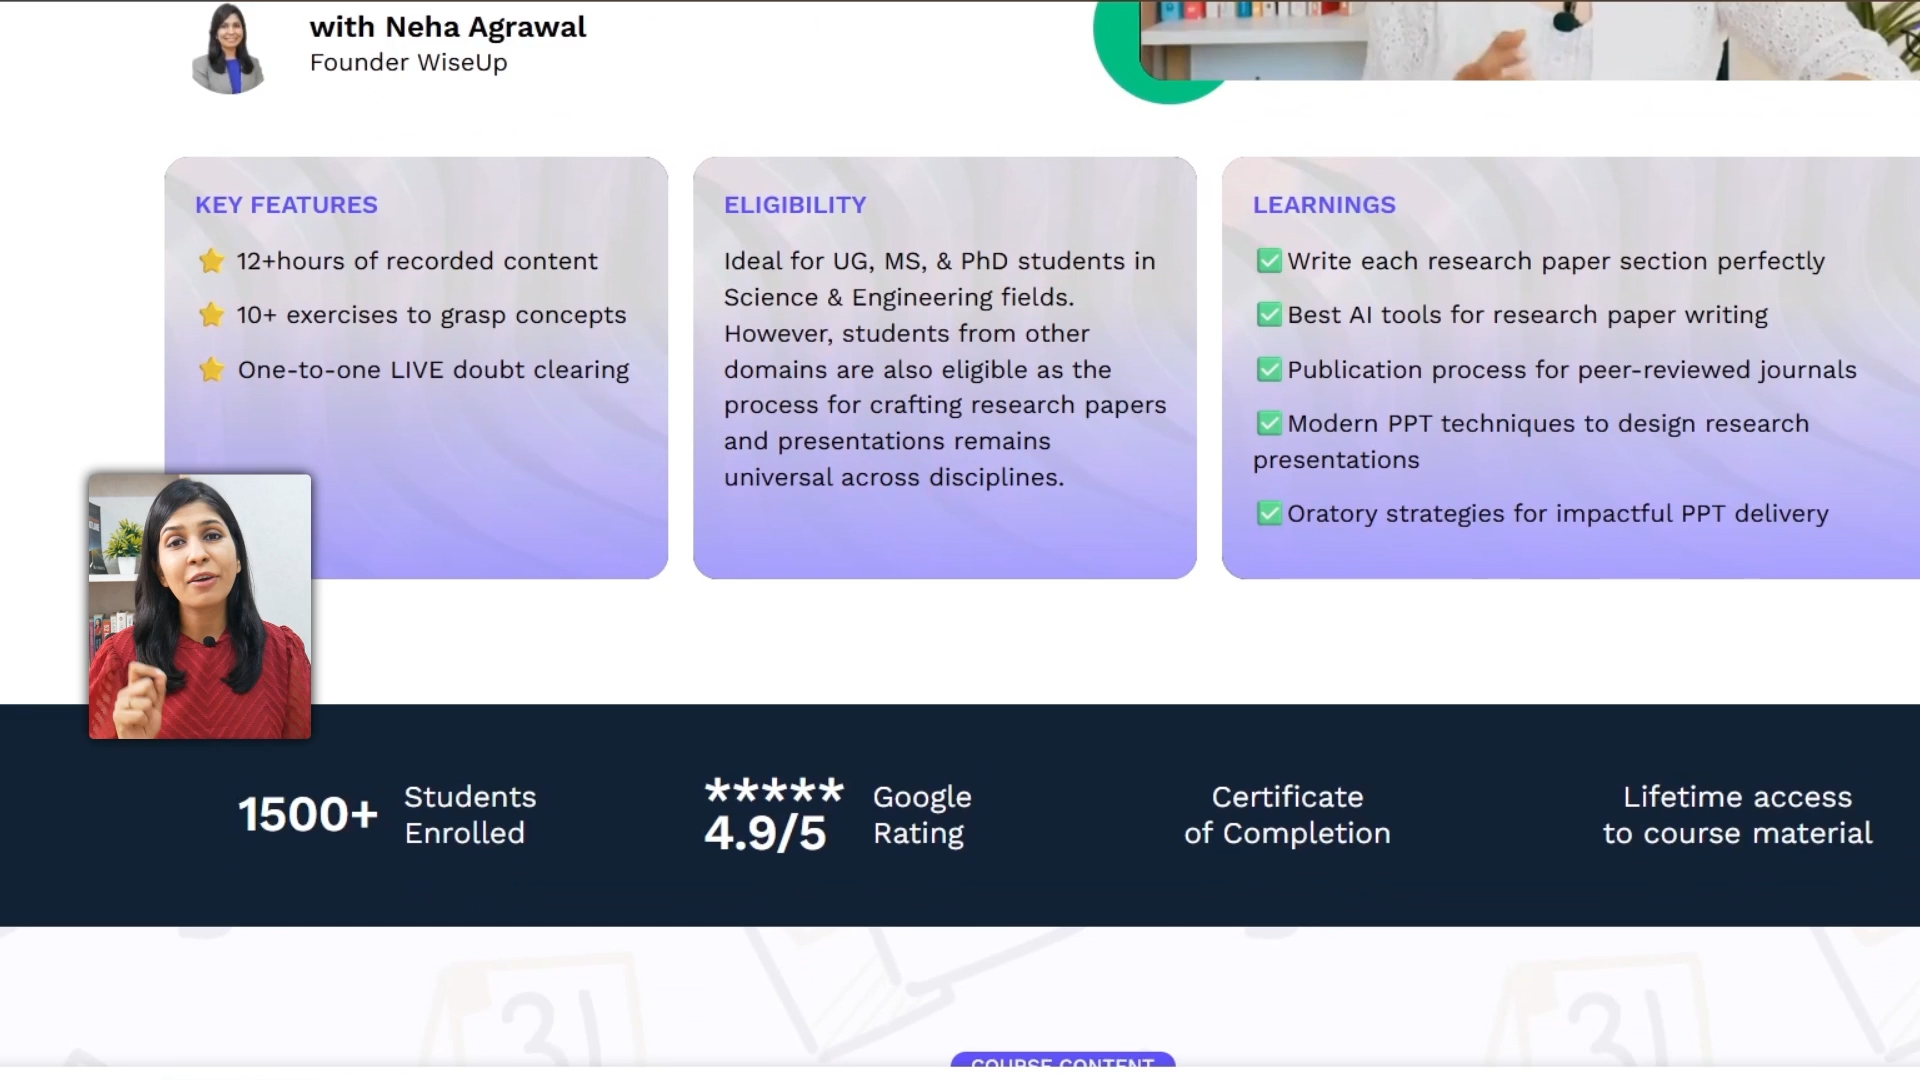 with Neha Agrawal
Founder WiseUp
KEY FEATURES
⭐ 12+hours of recorded content
⭐ 10+ exercises to grasp concepts
⭐ One-to-one LIVE doubt clearing
ELIGIBILITY
Ideal for UG, MS, & PhD students in
Science & Engineering fields.
However, students from other
domains are also eligible as the
process for crafting research papers
and presentations remains
universal across disciplines.
LEARNINGS
✅ Write each research paper section perfectly
✅ Best AI tools for research paper writing
✅ Publication process for peer-reviewed journals
✅ Modern PPT techniques to design research
presentations
✅ Oratory strategies for impactful PPT delivery
1500+
Students
Enrolled
★★★★★
4.9/5
Google
Rating
Certificate
of Completion
Lifetime access
to course material
31
31
COURSE CONTENT